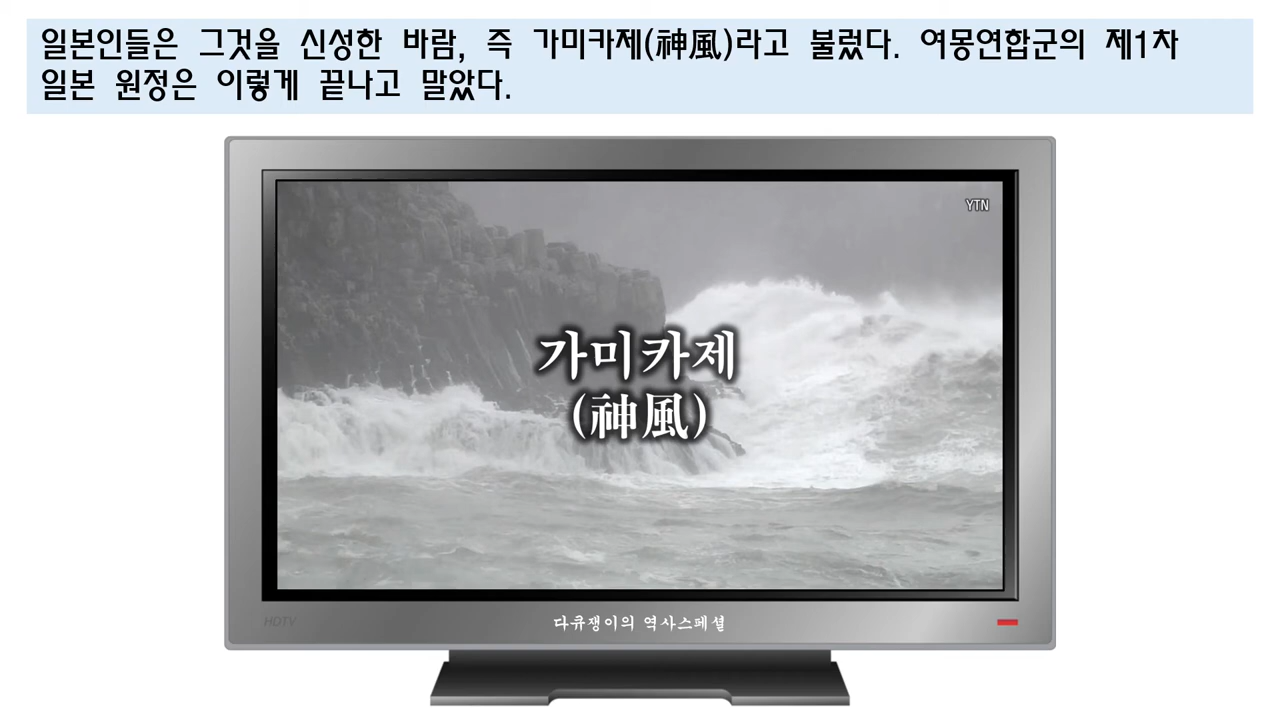 일본인들은 그것을 신성한 바람, 즉 가미카제(神風)라고 불렀다. 여몽연합군의 제1차
일본 원정은 이렇게 끝나고 말았다.
YTN
가미카제
(神風)
HDTV
다큐쟁이의 역사스페셜